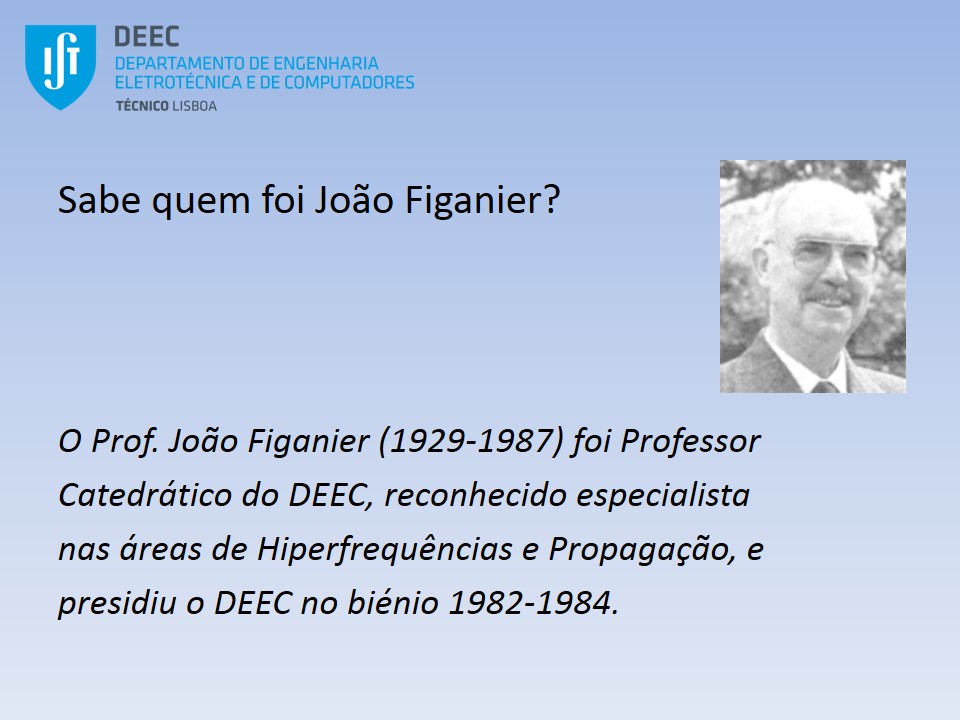 IST
DEEC
DEPARTAMENTO DE ENGENHARIA
ELETROTÉCNICA E DE COMPUTADORES
TÉCNICO LISBOA
Sabe quem foi João Figanier?
O Prof. João Figanier (1929-1987) foi Professor
Catedrático do DEEC, reconhecido especialista
nas áreas de Hiperfrequências e Propagação, e
presidiu o DEEC no biénio 1982-1984.